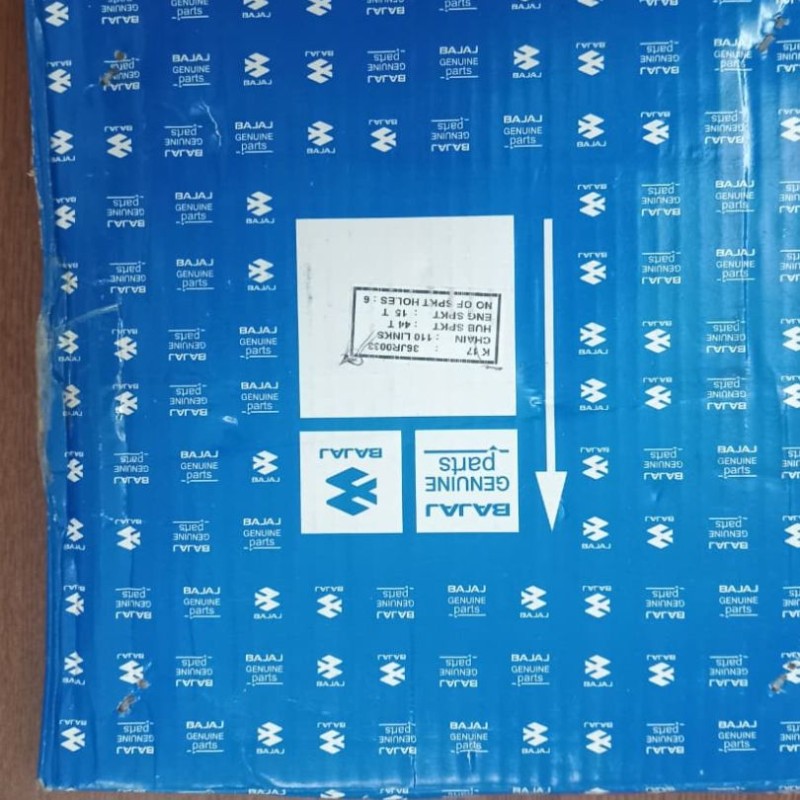 BAJAJ
GENUINE
parts
BAJAJ
K 17 : 36JR0033
CHAIN : 110 LINKS
HUB SPKT : 44 T
ENG SPKT : 15 T
NO OF SPKT HOLES : 6